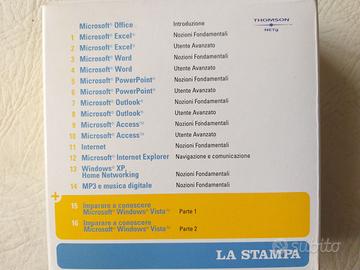 Microsoft® Office Introduzione
THOMSON
NETg
1 Microsoft® Excel® Nozioni Fondamentali
2 Microsoft® Excel® Utente Avanzato
3 Microsoft® Word Nozioni Fondamentali
4 Microsoft® Word Utente Avanzato
5 Microsoft® PowerPoint® Nozioni Fondamentali
6 Microsoft® PowerPoint® Utente Avanzato
7 Microsoft® Outlook® Nozioni Fondamentali
8 Microsoft® Outlook® Utente Avanzato
9 Microsoft® Access™ Nozioni Fondamentali
10 Microsoft® Access™ Utente Avanzato
11 Internet Nozioni Fondamentali
12 Microsoft® Internet Explorer Navigazione e comunicazione
13 Windows® XP, Nozioni Fondamentali
Home Networking
14 MP3 e musica digitale Nozioni Fondamentali
+
15 Imparare a conoscere
Microsoft® Windows® Vista™ Parte 1
16 Imparare a conoscere
Microsoft® Windows® Vista™ Parte 2
LA STAMPA
subito